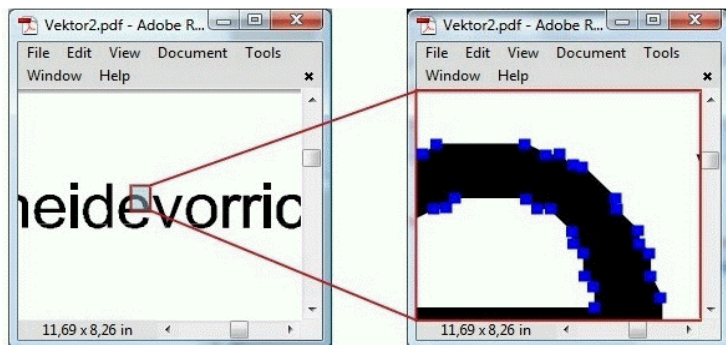 Vektor2.pdf - Adobe R...
File Edit View Document Tools
Window Help
neidevorric
11,69 x 8,26 in
Vektor2.pdf - Adobe R...
File Edit View Document Tools
Window Help
11,69 x 8,26 in